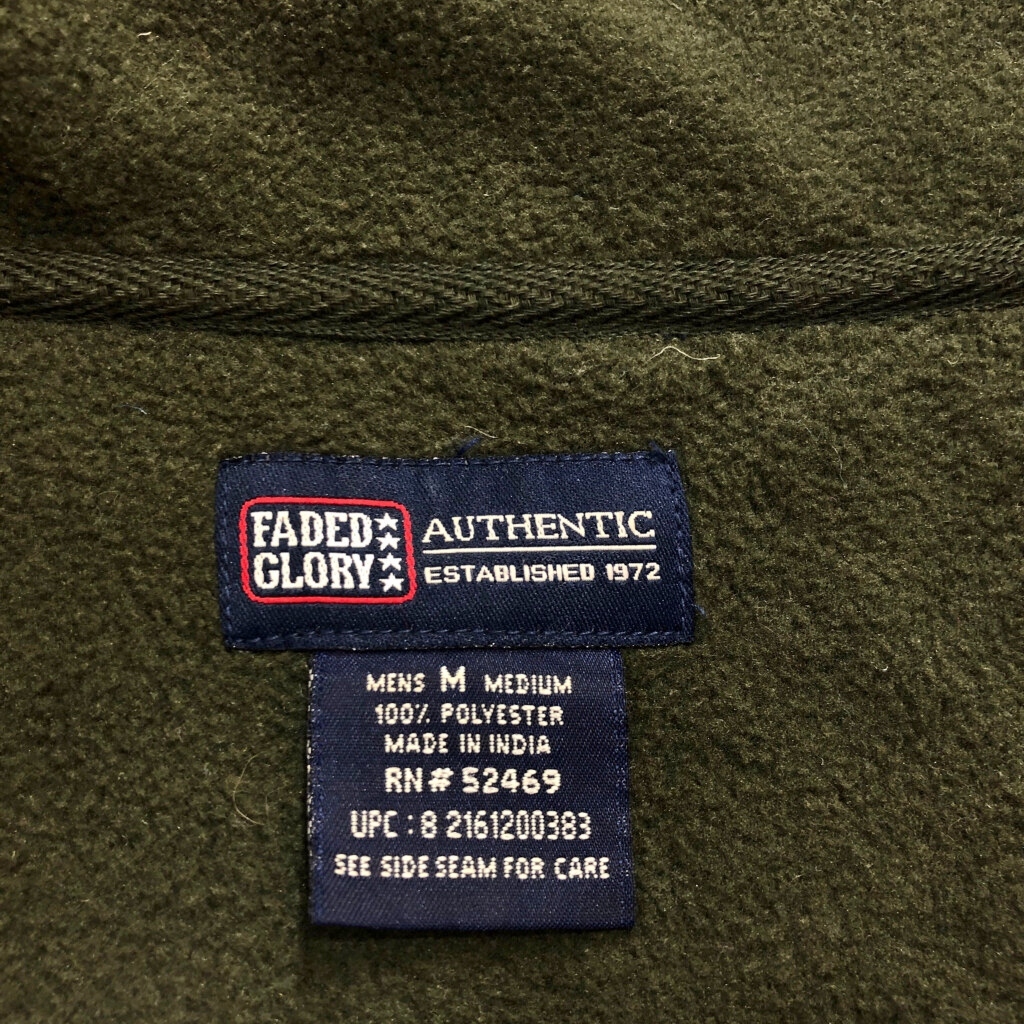 FADED
GLORY
AUTHENTIC
ESTABLISHED 1972
MENS M MEDIUM
100% POLYESTER
MADE IN INDIA
RN# 52469
UPC : 8 2161200383
SEE SIDE SEAM FOR CARE